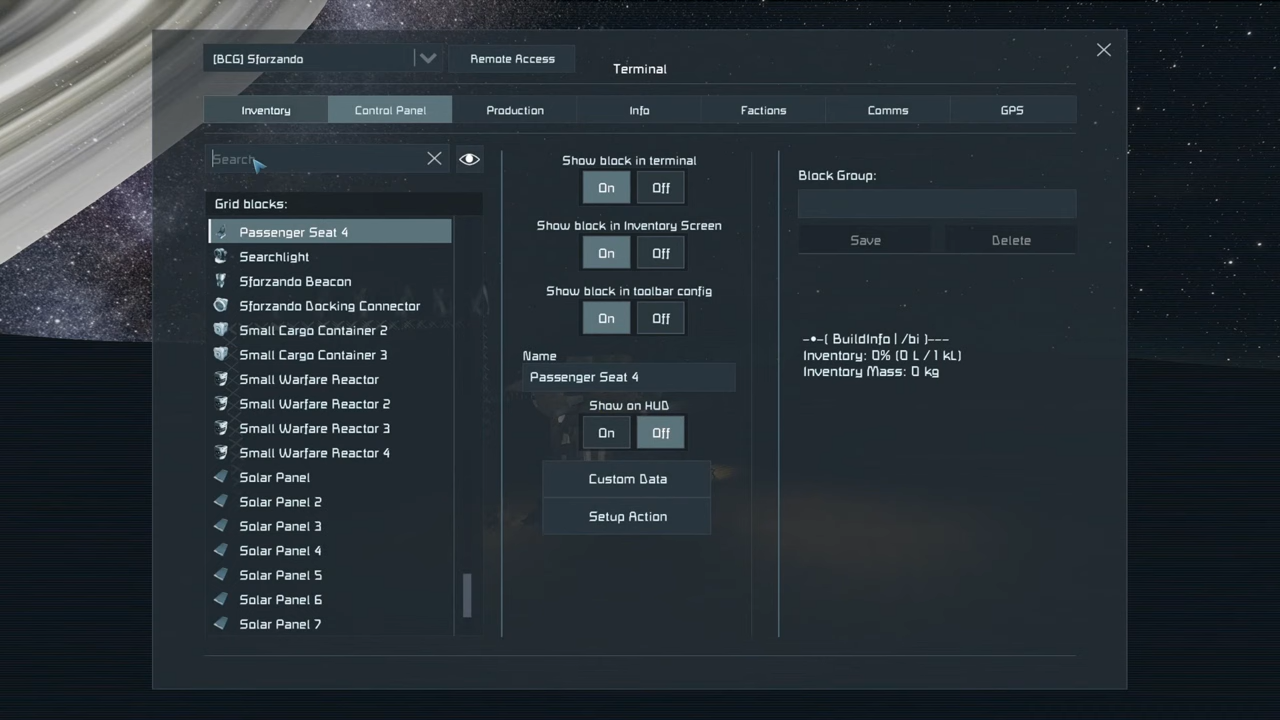 [BCG] Sforzando
Remote Access
Terminal
Inventory
Control Panel
Production
Info
Factions
Comms
GPS
Search
Grid blocks:
Passenger Seat 4
Searchlight
Sforzando Beacon
Sforzando Docking Connector
Small Cargo Container 2
Small Cargo Container 3
Small Warfare Reactor
Small Warfare Reactor 2
Small Warfare Reactor 3
Small Warfare Reactor 4
Solar Panel
Solar Panel 2
Solar Panel 3
Solar Panel 4
Solar Panel 5
Solar Panel 6
Solar Panel 7
Show block in terminal
On Off
Show block in Inventory Screen
On Off
Show block in toolbar config
On Off
Name
Passenger Seat 4
Show on HUD
On Off
Custom Data
Setup Action
Block Group:
Save
Delete
-•-( BuildInfo | /bi )---
Inventory: 0% (0 L / 1 kL)
Inventory Mass: 0 kg